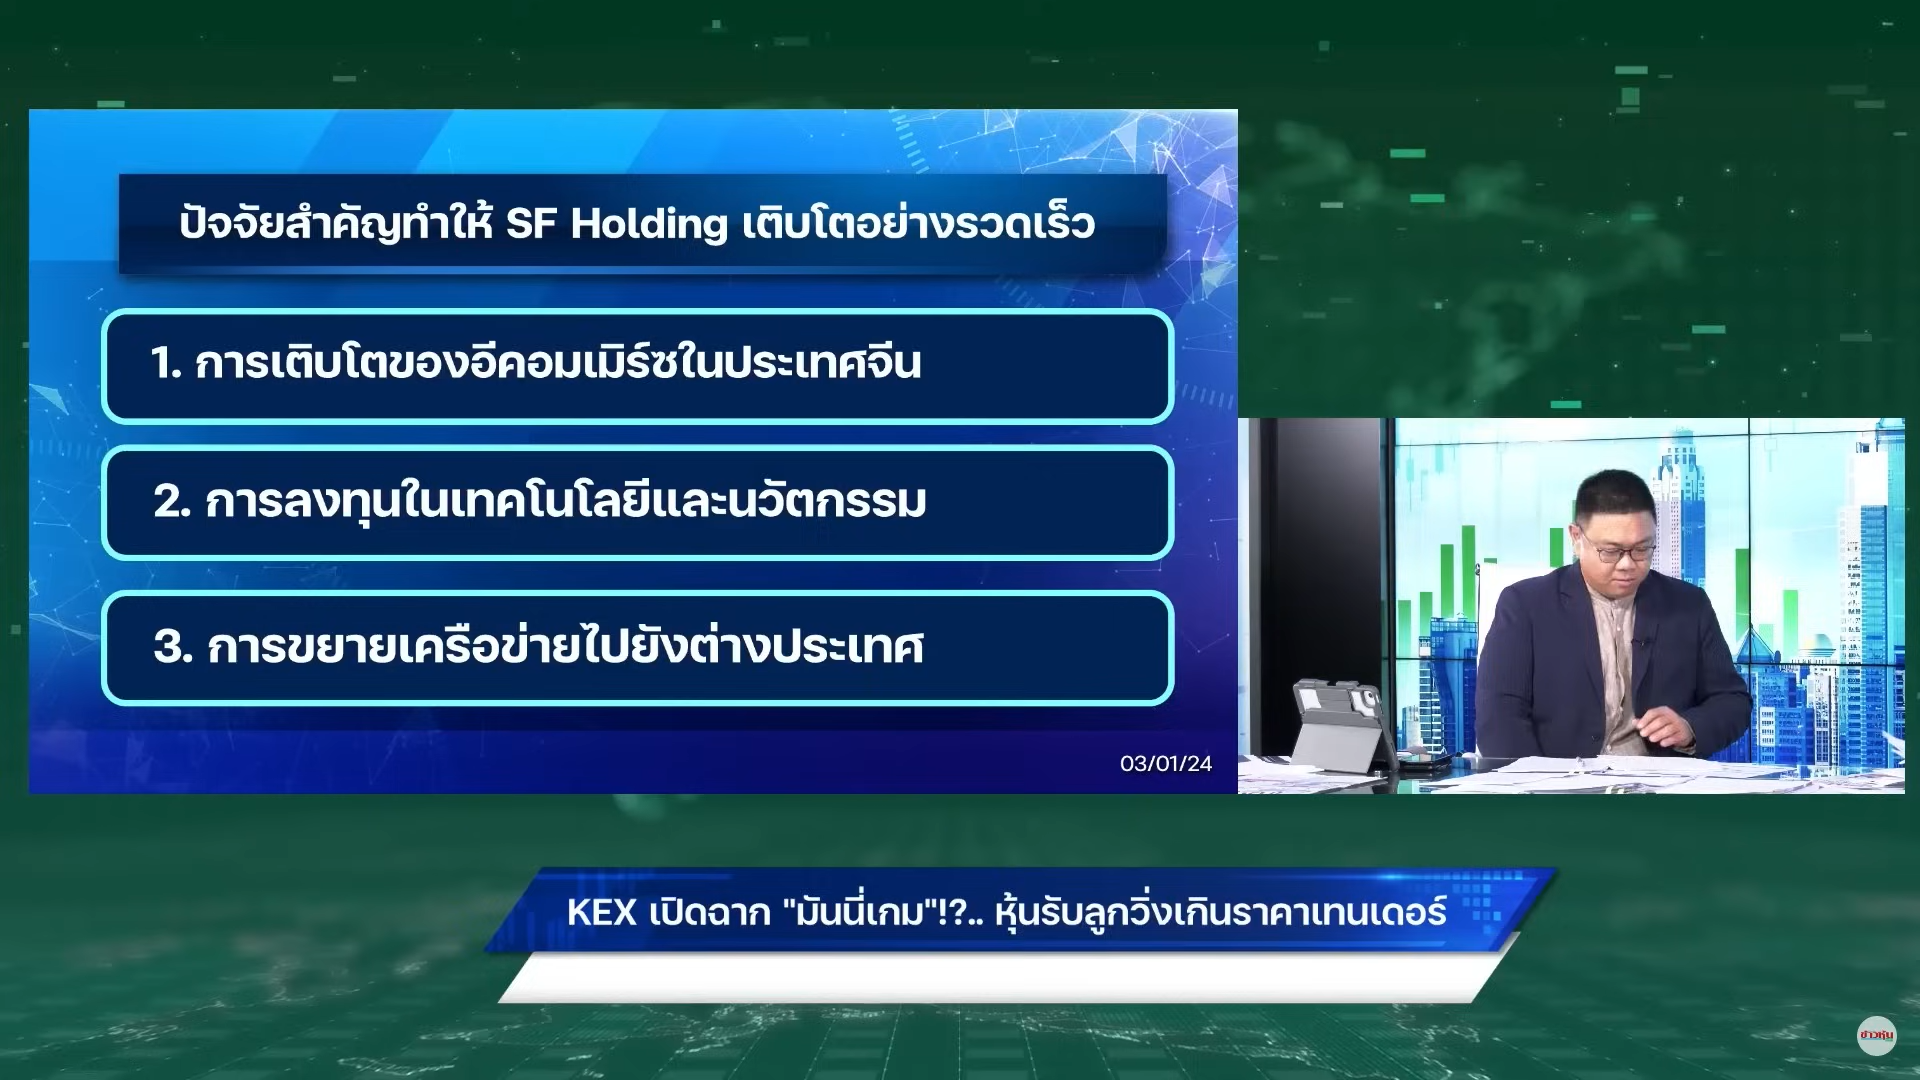 ปัจจัยสำคัญทำให้ SF Holding เติบโตอย่างรวดเร็ว
1. การเติบโตของอีคอมเมิร์ซในประเทศจีน
2. การลงทุนในเทคโนโลยีและนวัตกรรม
3. การขยายเครือข่ายไปยังต่างประเทศ
03/01/24
KEX เปิดฉาก "มันนี่เกม"!?.. หุ้นรับลูกวิ่งเกินราคาเทนเดอร์
ข่าวหุ้น